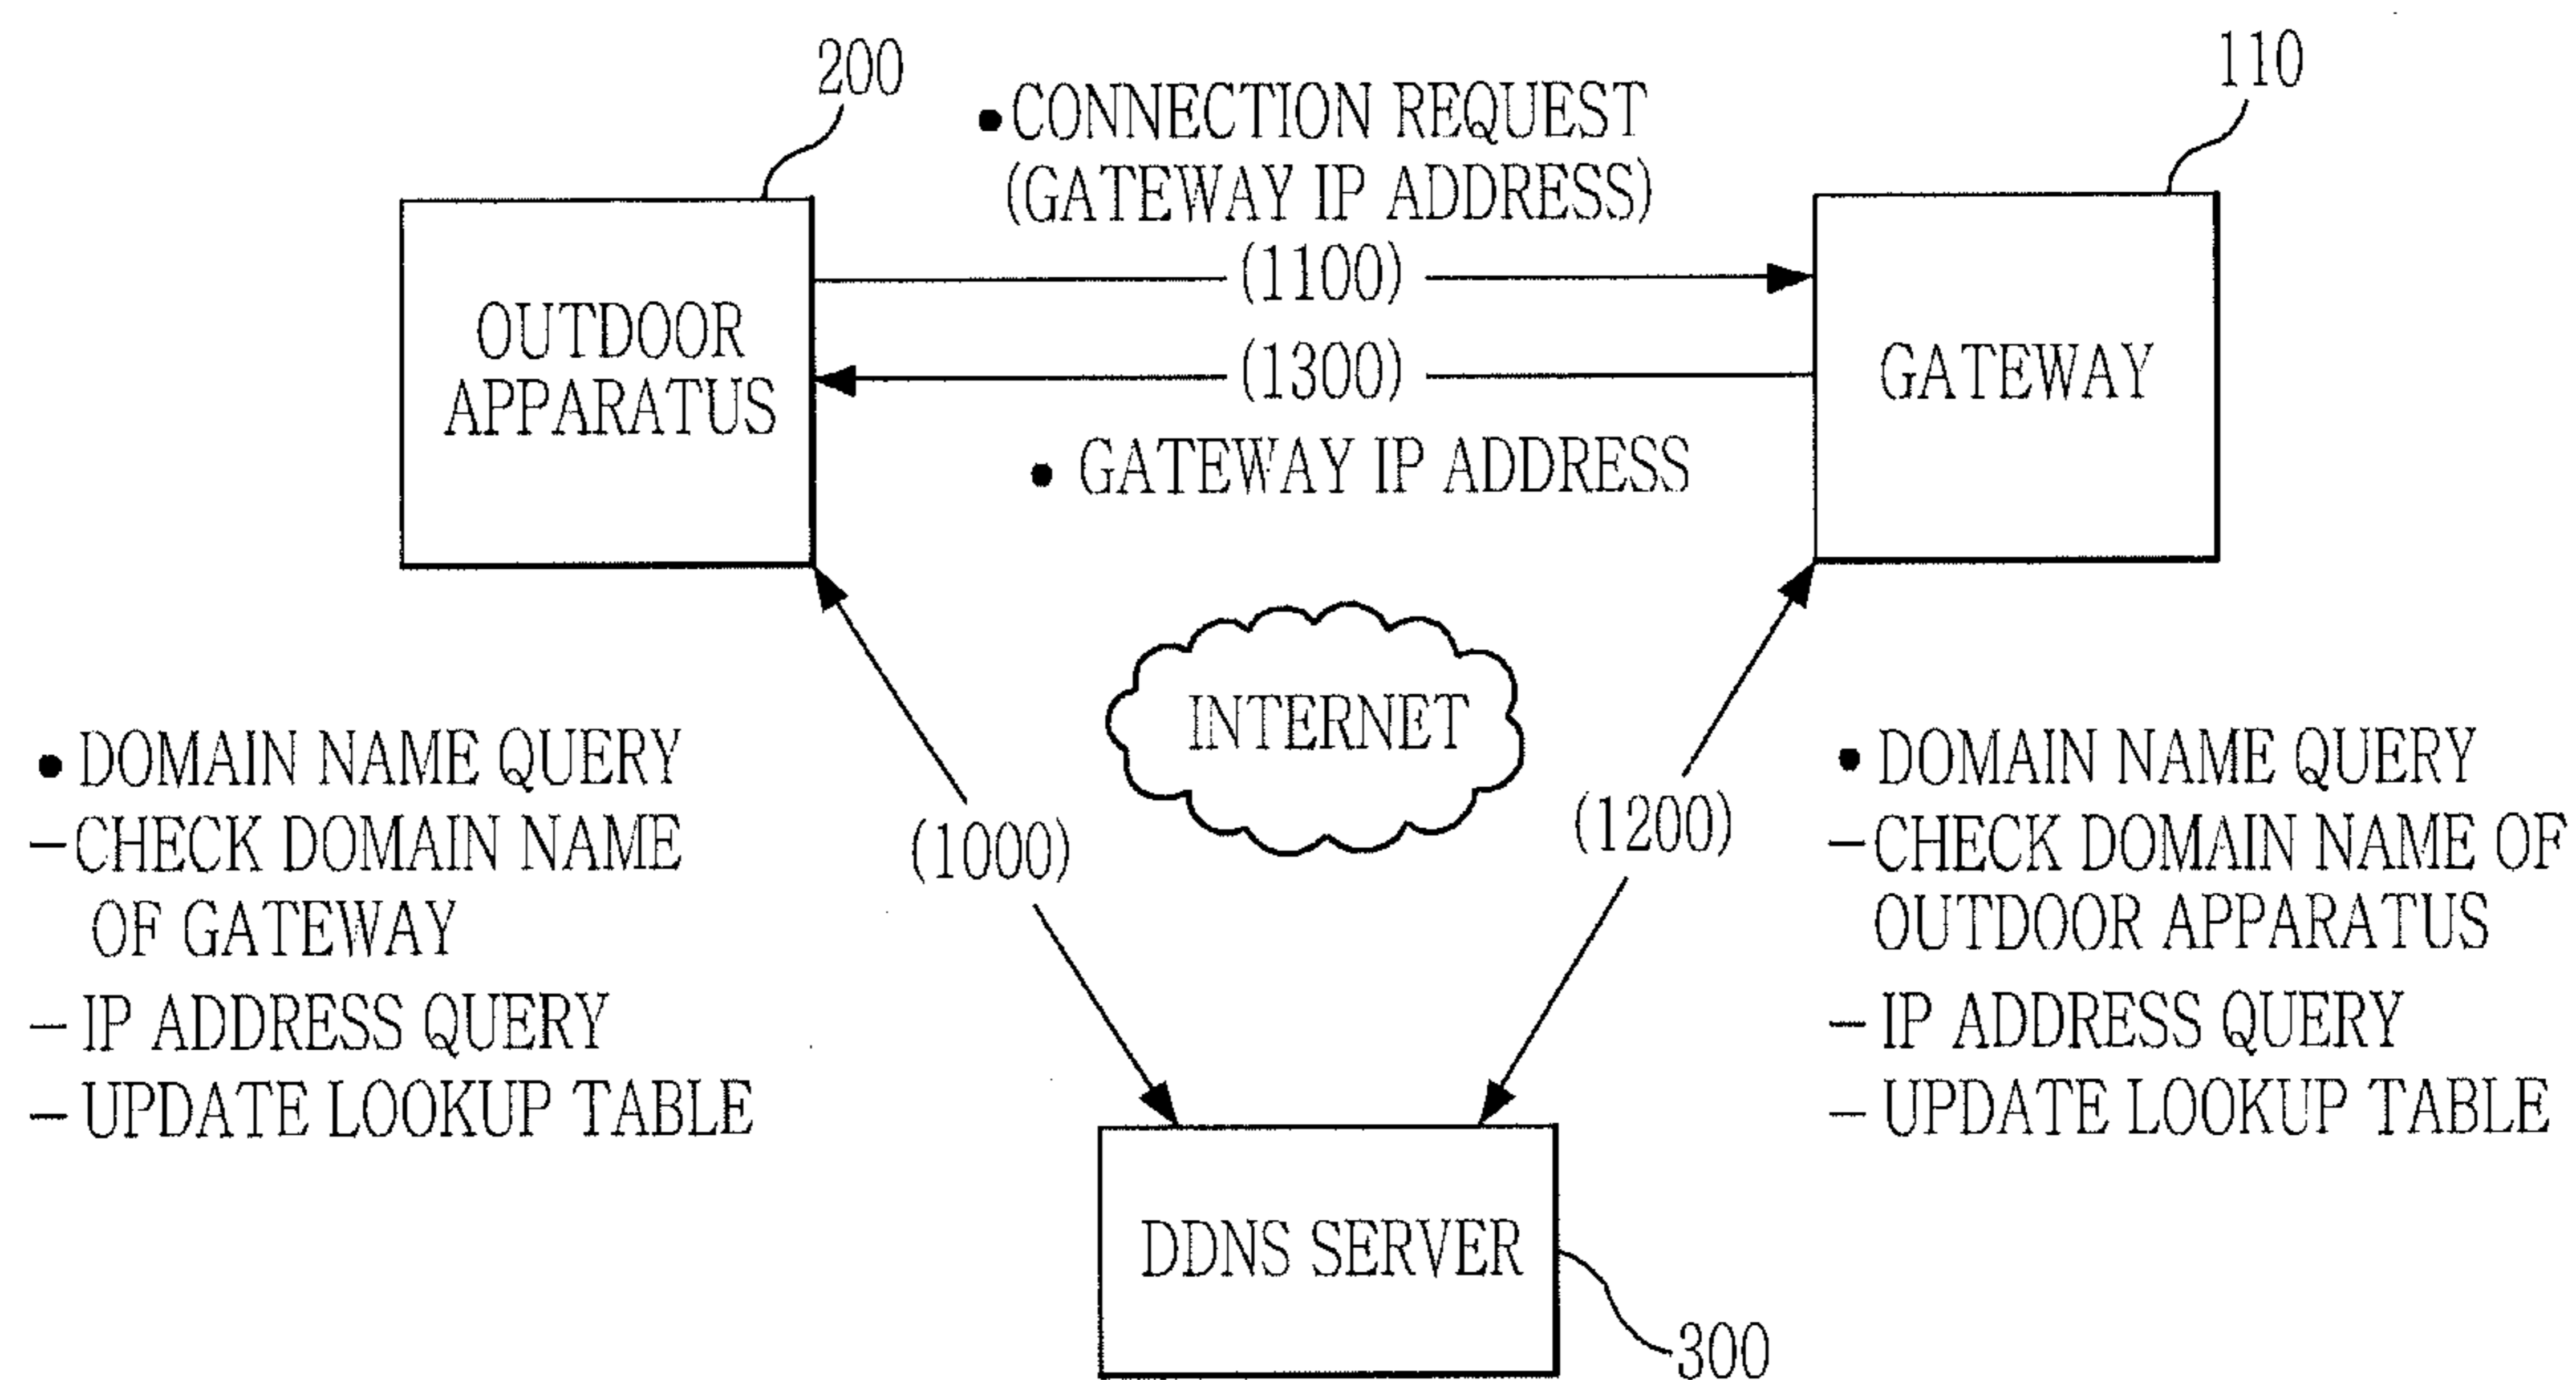 200
110
• CONNECTION REQUEST
(GATEWAY IP ADDRESS)
(1100)
OUTDOOR
APPARATUS
(1300)
GATEWAY
• GATEWAY IP ADDRESS
INTERNET
• DOMAIN NAME QUERY
– CHECK DOMAIN NAME
OF GATEWAY
– IP ADDRESS QUERY
– UPDATE LOOKUP TABLE
(1000)
(1200)
• DOMAIN NAME QUERY
– CHECK DOMAIN NAME OF
OUTDOOR APPARATUS
– IP ADDRESS QUERY
– UPDATE LOOKUP TABLE
DDNS SERVER
300